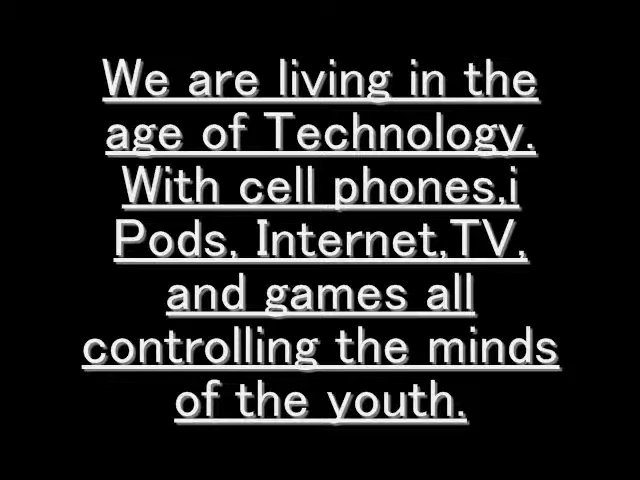 We are living in the
age of Technology.
With cell phones,i
Pods, Internet,TV,
and games all
controlling the minds
of the youth.